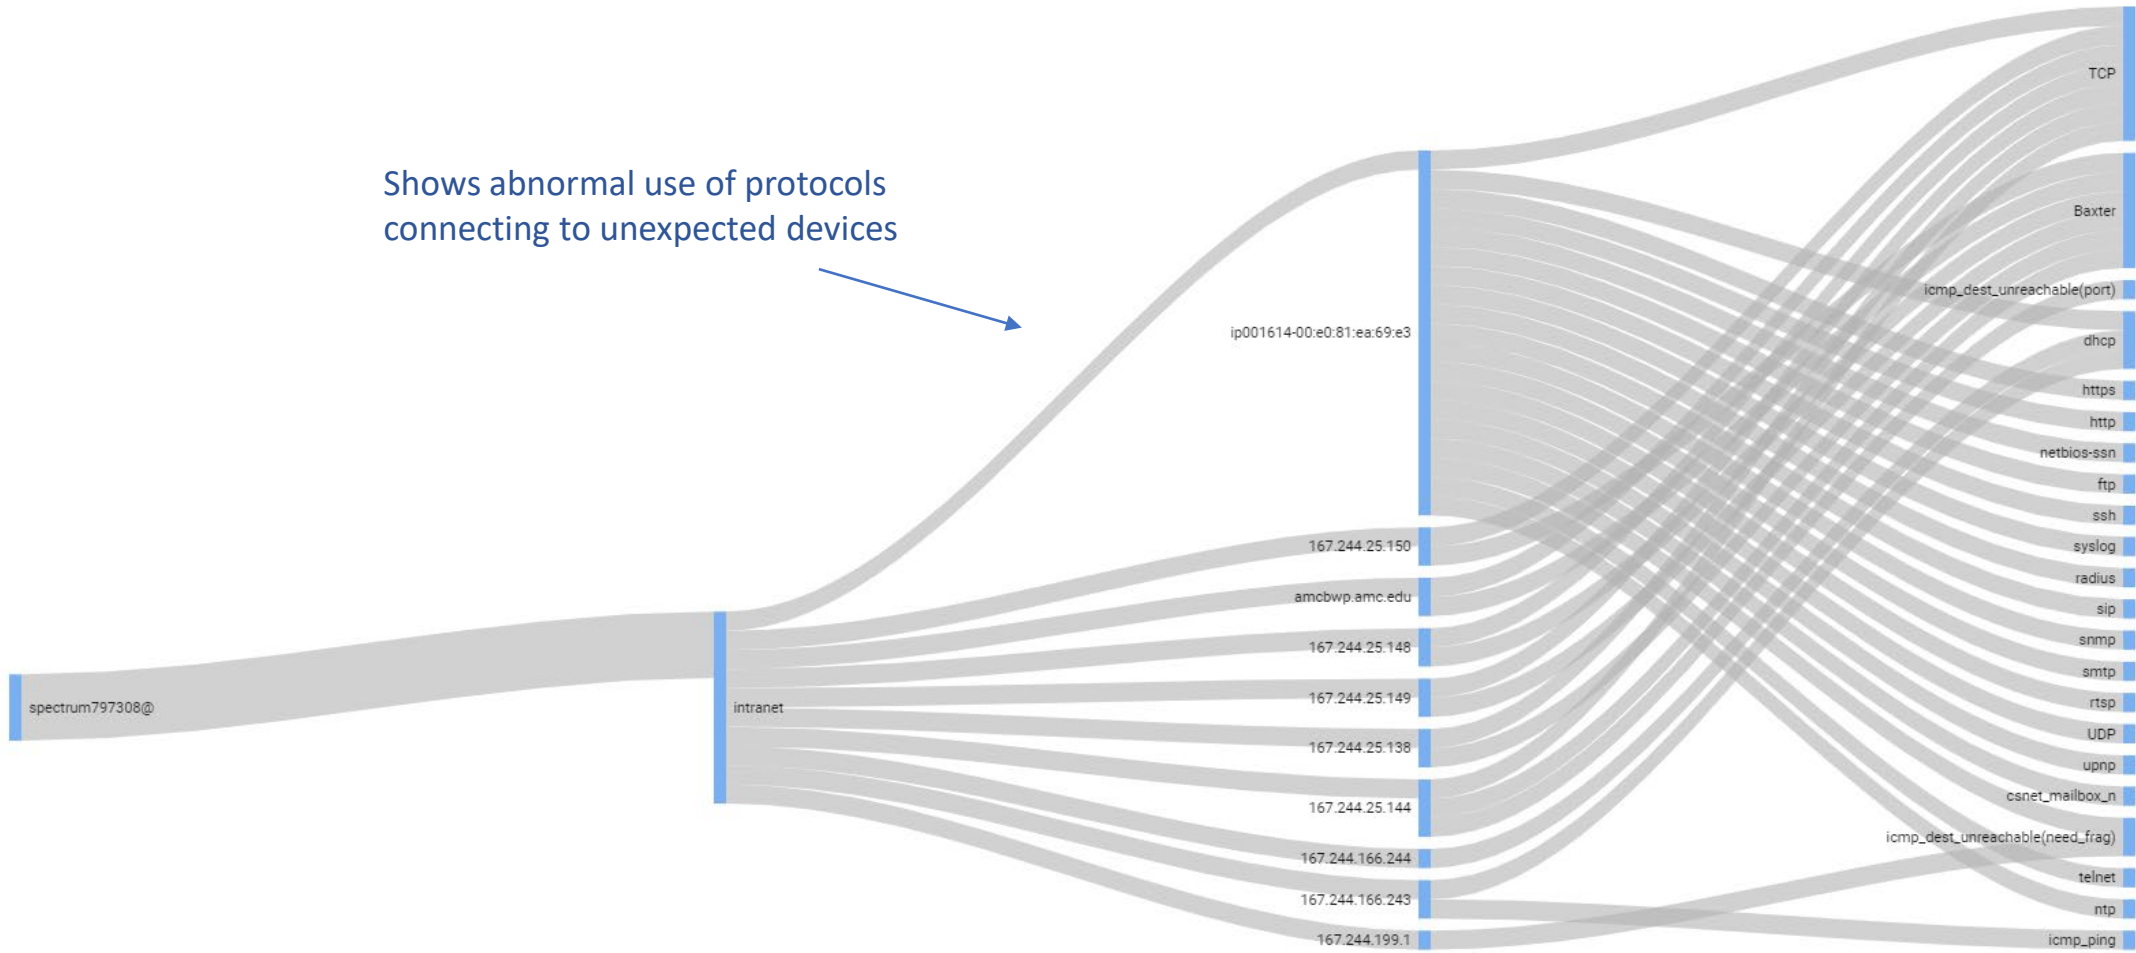 Shows abnormal use of protocols
connecting to unexpected devices
spectrum797308@
intranet
ip001614-00:e0:81:ea:69:e3
167.244.25.150
amcbwp.amc.edu
167.244.25.148
167.244.25.149
167.244.25.138
167.244.25.144
167.244.166.244
167.244.166.243
167.244.199.1
TCP
Baxter
icmp_dest_unreachable(port)
dhcp
https
http
netbios-ssn
ftp
ssh
syslog
radius
sip
snmp
smtp
rtsp
UDP
upnp
csnet_mailbox_n
icmp_dest_unreachable(need_frag)
telnet
ntp
icmp_ping